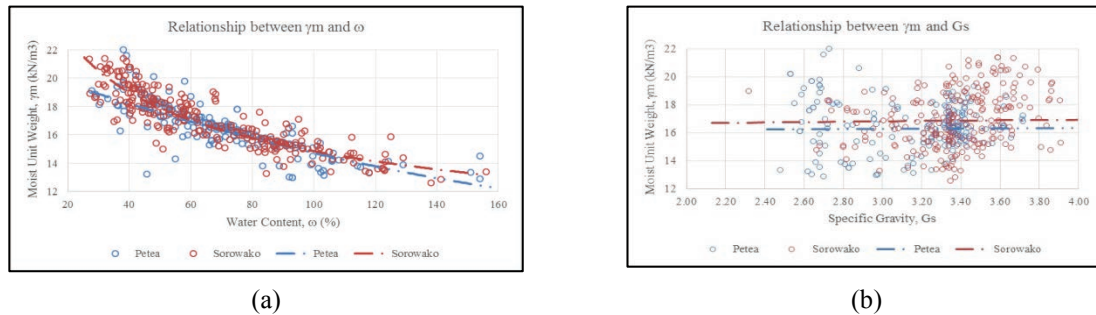 Relationship between γm and ω
Moist Unit Weight, γm (kN/m3)
22
20
18
16
14
12
20 40 60 80 100 120 140 160
Water Content, ω (%)
Petea Sorowako Petea Sorowako
(a)
Relationship between γm and Gs
Moist Unit Weight, γm (kN/m3)
22
20
18
16
14
12
2.00 2.20 2.40 2.60 2.80 3.00 3.20 3.40 3.60 3.80 4.00
Specific Gravity, Gs
Petea Sorowako Petea Sorowako
(b)